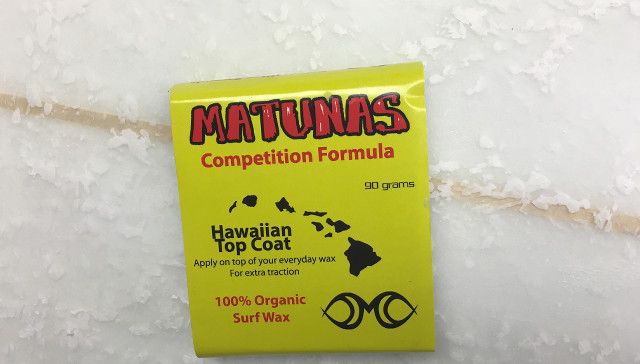 MATUNAS
Competition Formula
90 grams
Hawaiian
Top Coat
Apply on top of your everyday wax
For extra traction
100% Organic
Surf Wax